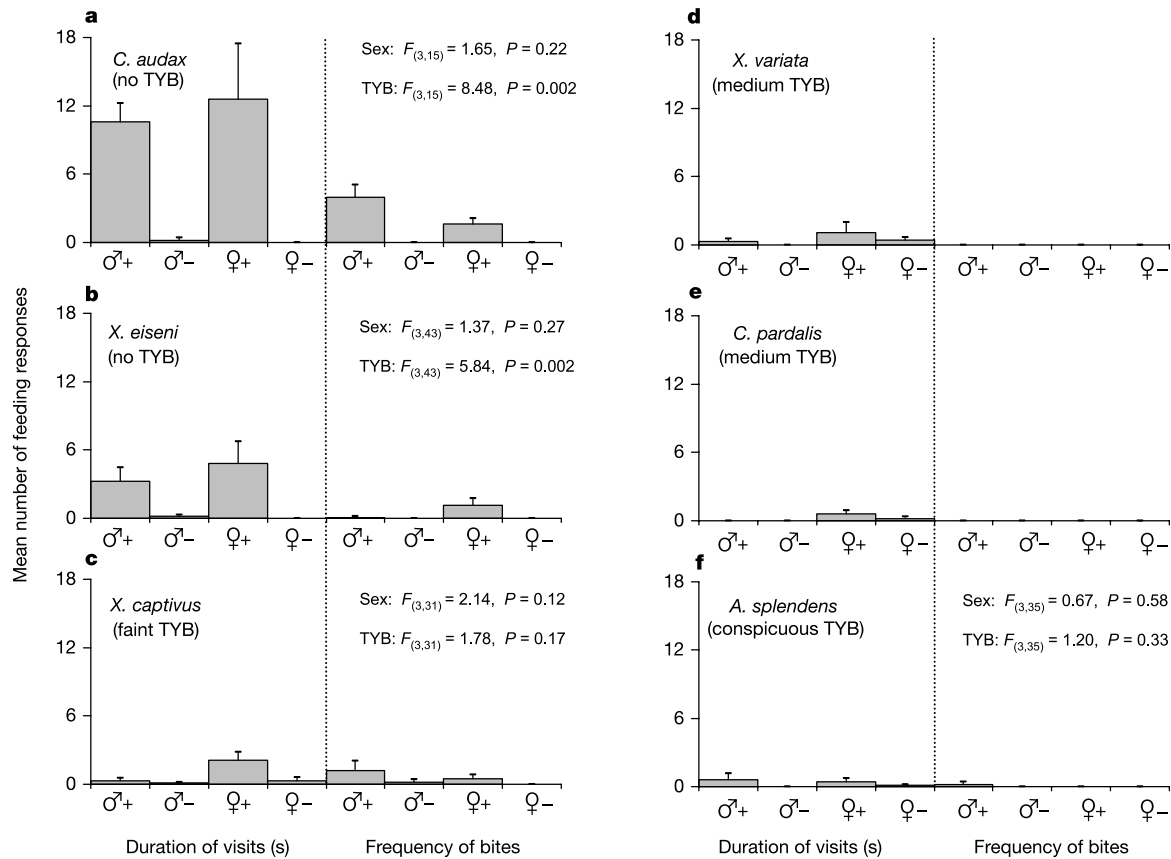 Mean number of feeding responses
a
C. audax
(no TYB)
Sex: F(3,15) = 1.65, P = 0.22
TYB: F(3,15) = 8.48, P = 0.002
18
12
6
0
♂+ ♂− ♀+ ♀− ♂+ ♂− ♀+ ♀−
b
X. eiseni
(no TYB)
Sex: F(3,43) = 1.37, P = 0.27
TYB: F(3,43) = 5.84, P = 0.002
18
12
6
0
♂+ ♂− ♀+ ♀− ♂+ ♂− ♀+ ♀−
c
X. captivus
(faint TYB)
Sex: F(3,31) = 2.14, P = 0.12
TYB: F(3,31) = 1.78, P = 0.17
18
12
6
0
♂+ ♂− ♀+ ♀− ♂+ ♂− ♀+ ♀−
Duration of visits (s) Frequency of bites
d
X. variata
(medium TYB)
18
12
6
0
♂+ ♂− ♀+ ♀− ♂+ ♂− ♀+ ♀−
e
C. pardalis
(medium TYB)
18
12
6
0
♂+ ♂− ♀+ ♀− ♂+ ♂− ♀+ ♀−
f
A. splendens
(conspicuous TYB)
Sex: F(3,35) = 0.67, P = 0.58
TYB: F(3,35) = 1.20, P = 0.33
18
12
6
0
♂+ ♂− ♀+ ♀− ♂+ ♂− ♀+ ♀−
Duration of visits (s) Frequency of bites